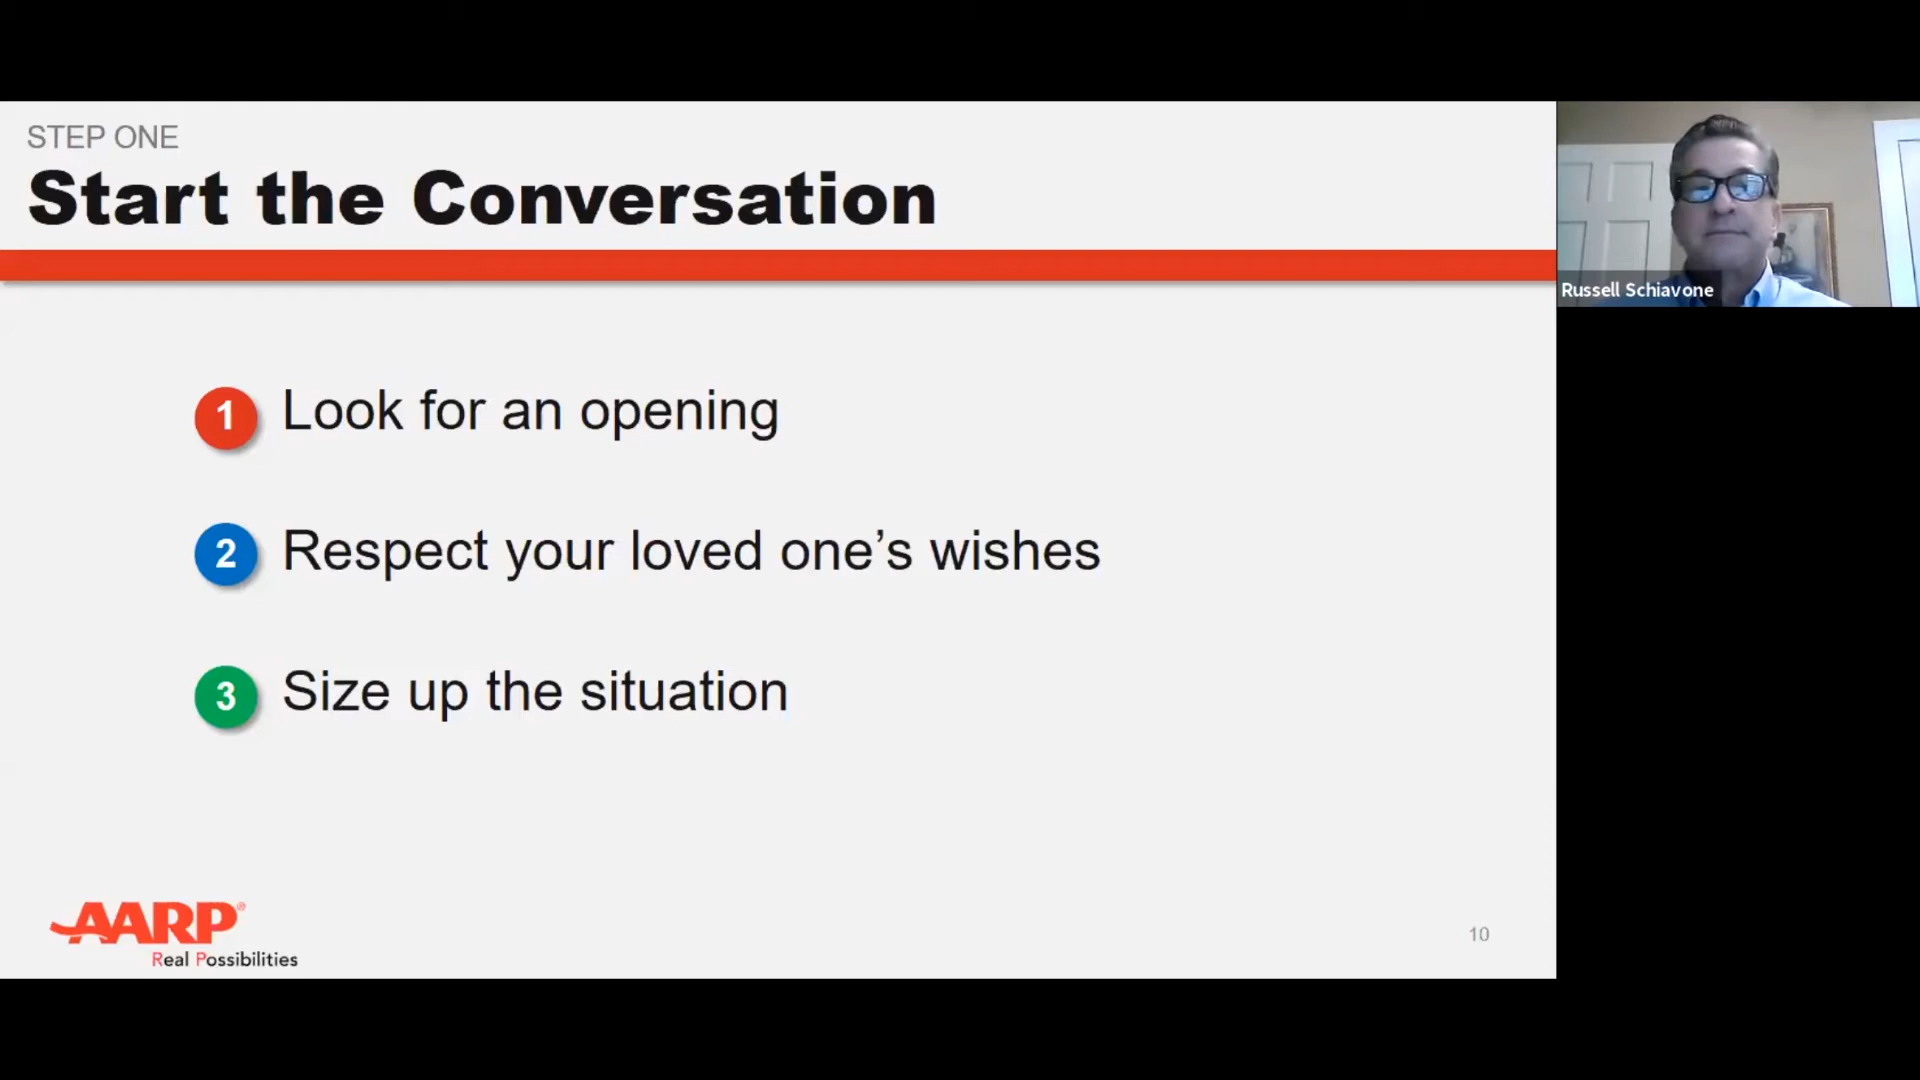 STEP ONE
Start the Conversation
1 Look for an opening
2 Respect your loved one’s wishes
3 Size up the situation
AARP®
Real Possibilities
10
Russell Schiavone